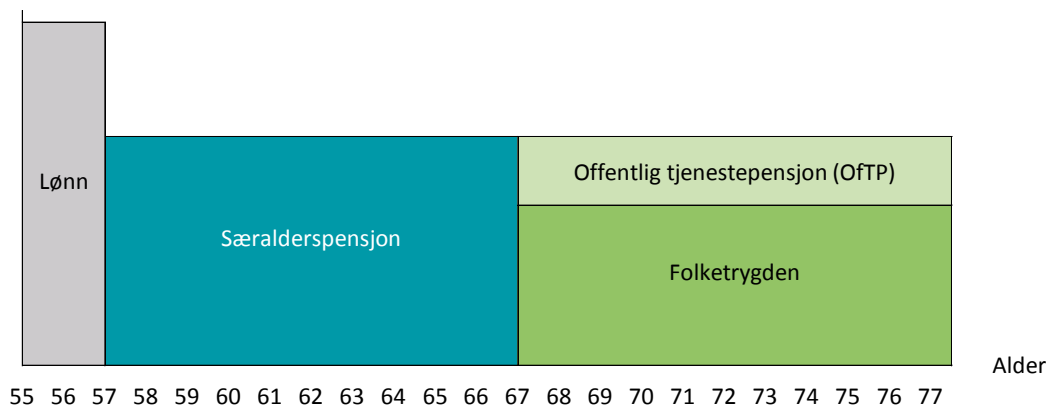 Lønn
Offentlig tjenestepensjon (OfTP)
Særalderspensjon
Folketrygden
Alder
55 56 57 58 59 60 61 62 63 64 65 66 67 68 69 70 71 72 73 74 75 76 77